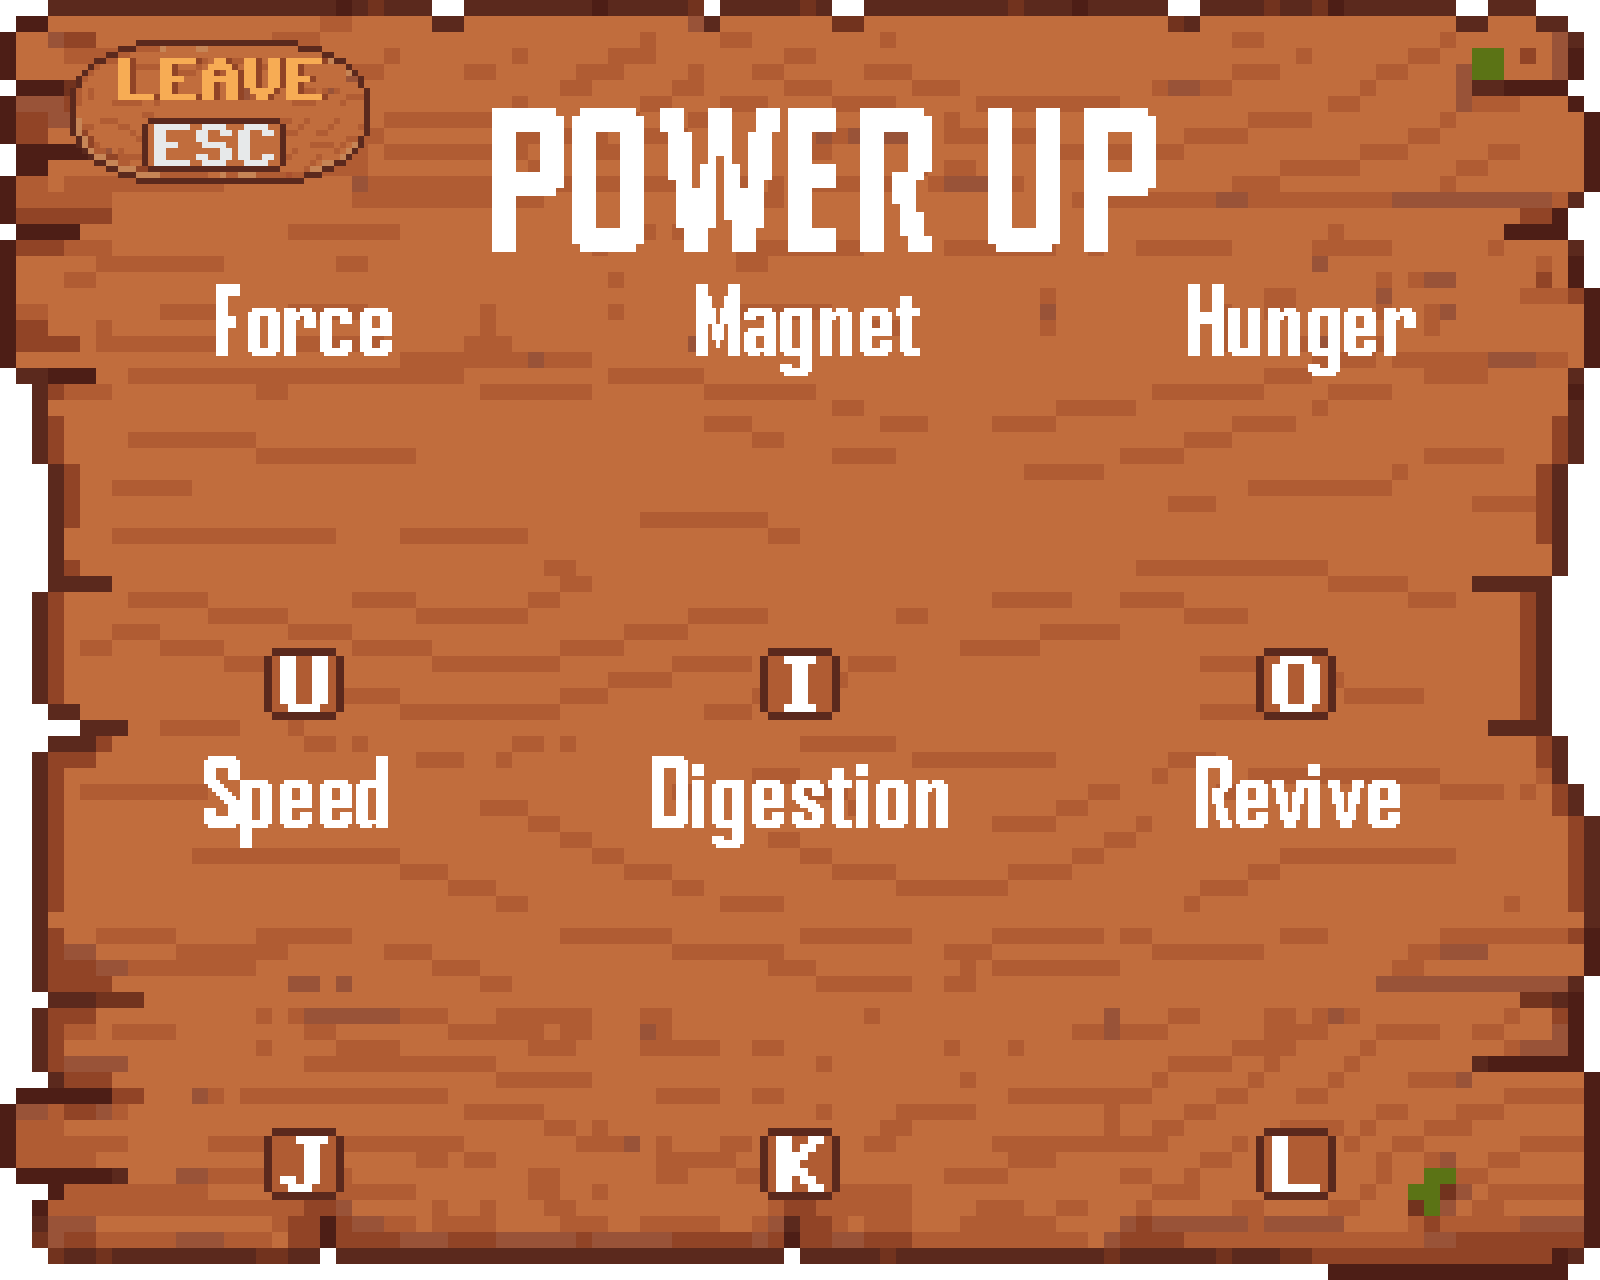 LEAVE
ESC
POWER UP
Force Magnet Hunger
U I O
Speed Digestion Revive
J K L